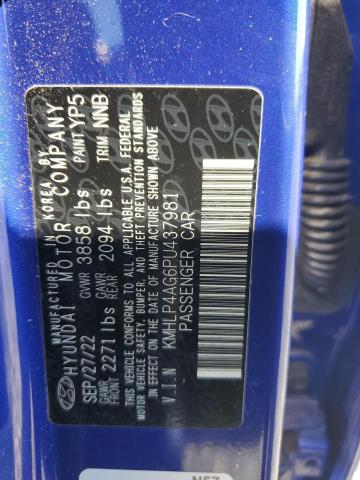 MANUFACTURED IN KOREA BY
HYUNDAI MOTOR COMPANY
SEP/21/22 GVWR 3858 lbs PAINT YP5
GAWR FRONT 2271 lbs GAWR REAR 2094 lbs TRIM NNB
THIS VEHICLE CONFORMS TO ALL APPLICABLE U.S.A. FEDERAL
MOTOR VEHICLE SAFETY, BUMPER, AND THEFT PREVENTION STANDARDS
IN EFFECT ON THE DATE OF MANUFACTURE SHOWN ABOVE.
V.I.N KMHLP4AG6PU437981
PASSENGER CAR